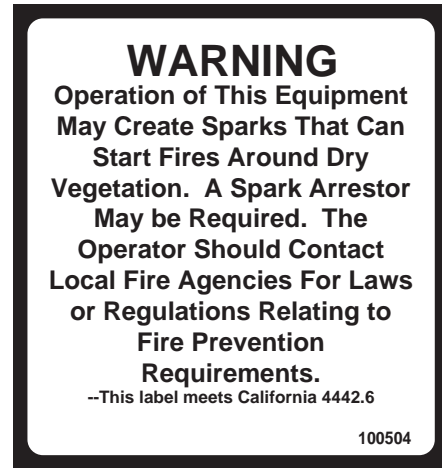 WARNING
Operation of This Equipment
May Create Sparks That Can
Start Fires Around Dry
Vegetation.  A Spark Arrestor
May be Required.  The
Operator Should Contact
Local Fire Agencies For Laws
or Regulations Relating to
Fire Prevention
Requirements.
--This label meets California 4442.6
100504